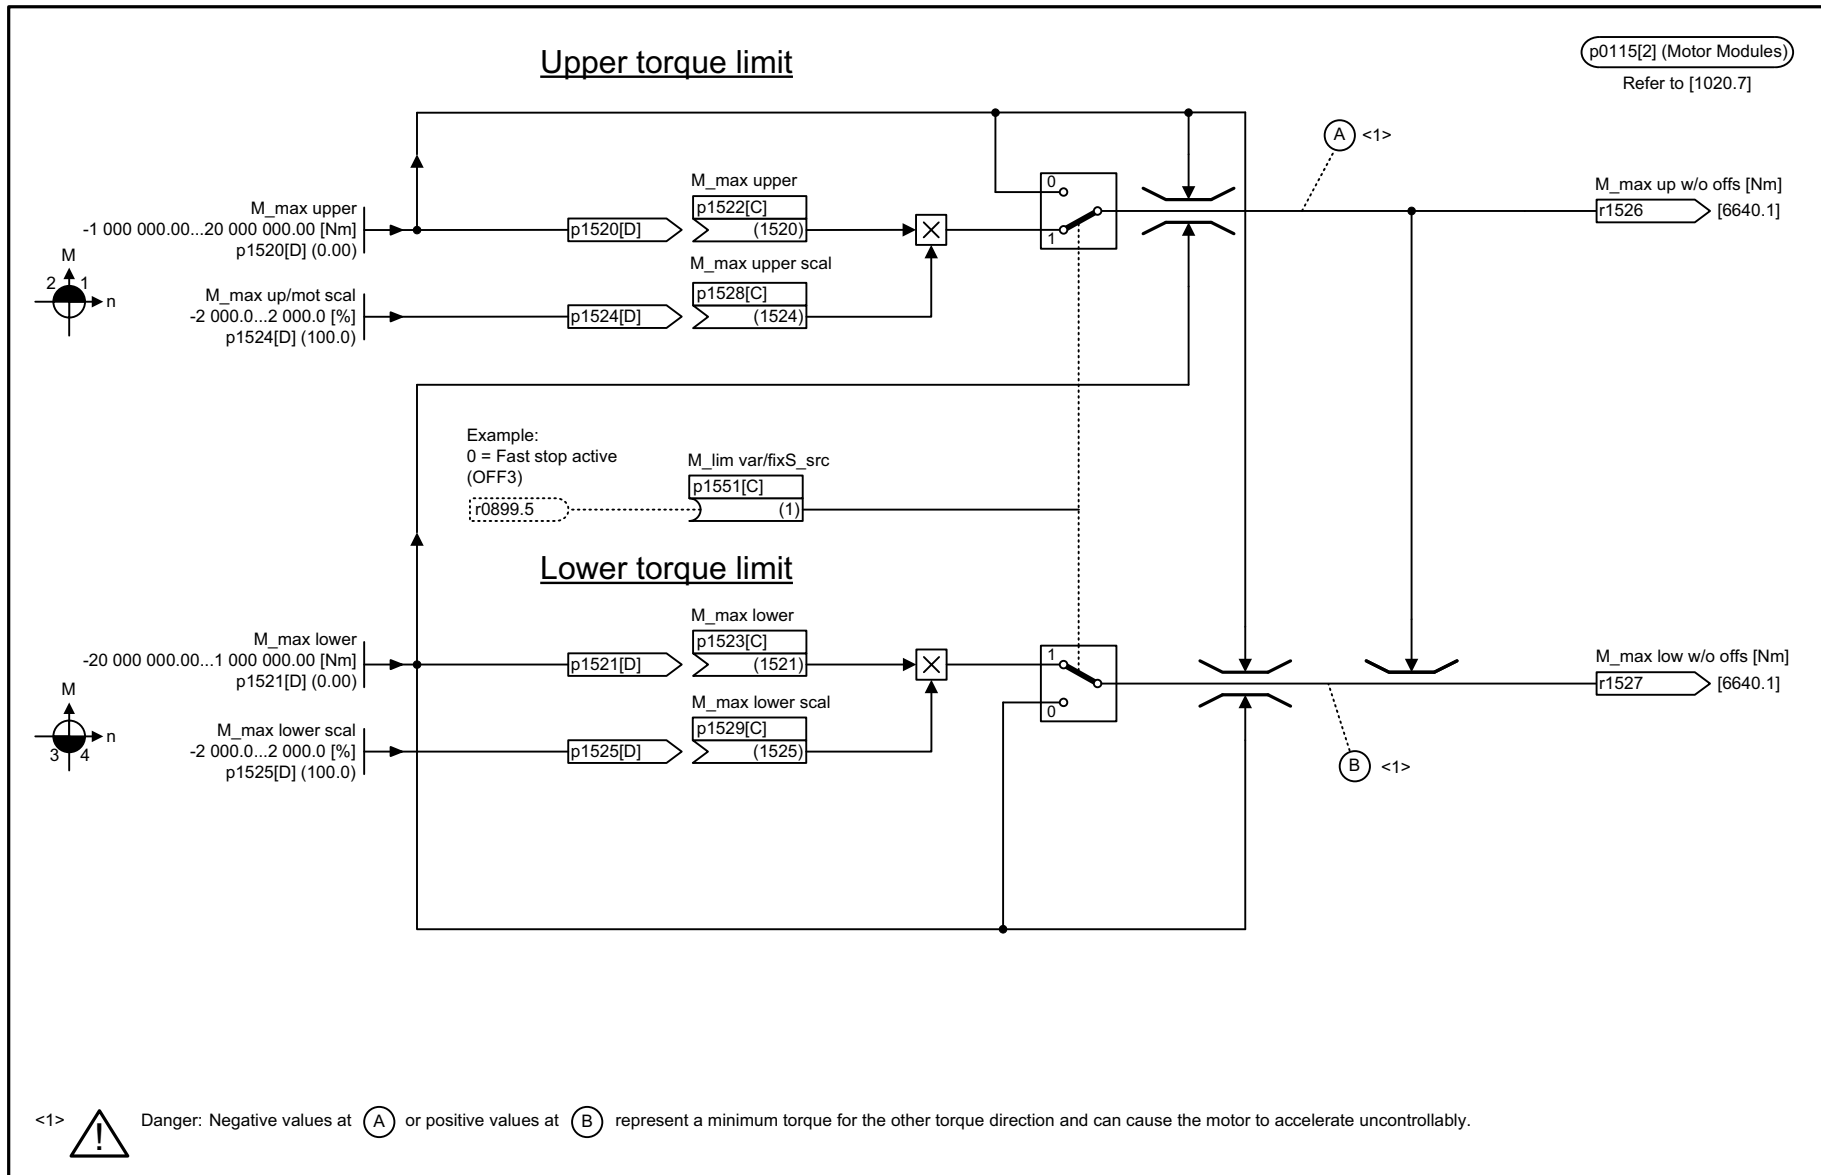 Upper torque limit
p0115[2] (Motor Modules)
Refer to [1020.7]
A <1>
M_max upper
-1 000 000.00...20 000 000.00 [Nm]
p1520[D] (0.00)
p1520[D]
M_max upper
p1522[C]
(1520)
0
1
M_max up w/o offs [Nm]
r1526 [6640.1]
M
2 1
n
M_max up/mot scal
-2 000.0...2 000.0 [%]
p1524[D] (100.0)
p1524[D]
M_max upper scal
p1528[C]
(1524)
Example:
0 = Fast stop active
(OFF3)
r0899.5
M_lim var/fixS_src
p1551[C]
(1)
Lower torque limit
M_max lower
-20 000 000.00...1 000 000.00 [Nm]
p1521[D] (0.00)
p1521[D]
M_max lower
p1523[C]
(1521)
1
0
M_max low w/o offs [Nm]
r1527 [6640.1]
M
n
3 4
M_max lower scal
-2 000.0...2 000.0 [%]
p1525[D] (100.0)
p1525[D]
M_max lower scal
p1529[C]
(1525)
B <1>
<1> ! Danger: Negative values at A or positive values at B represent a minimum torque for the other torque direction and can cause the motor to accelerate uncontrollably.